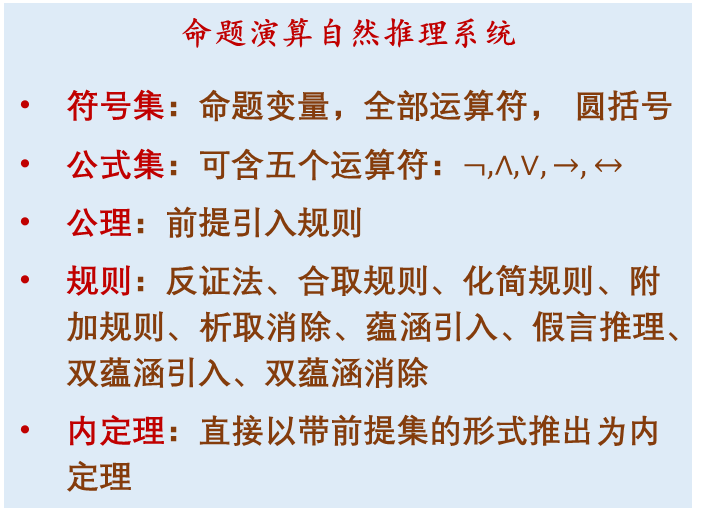 命题演算自然推理系统
• 符号集：命题变量，全部运算符， 圆括号
• 公式集：可含五个运算符：¬,∧,∨,→,↔
• 公理：前提引入规则
• 规则：反证法、合取规则、化简规则、附
加规则、析取消除、蕴涵引入、假言推理、
双蕴涵引入、双蕴涵消除
• 内定理：直接以带前提集的形式推出为内
定理